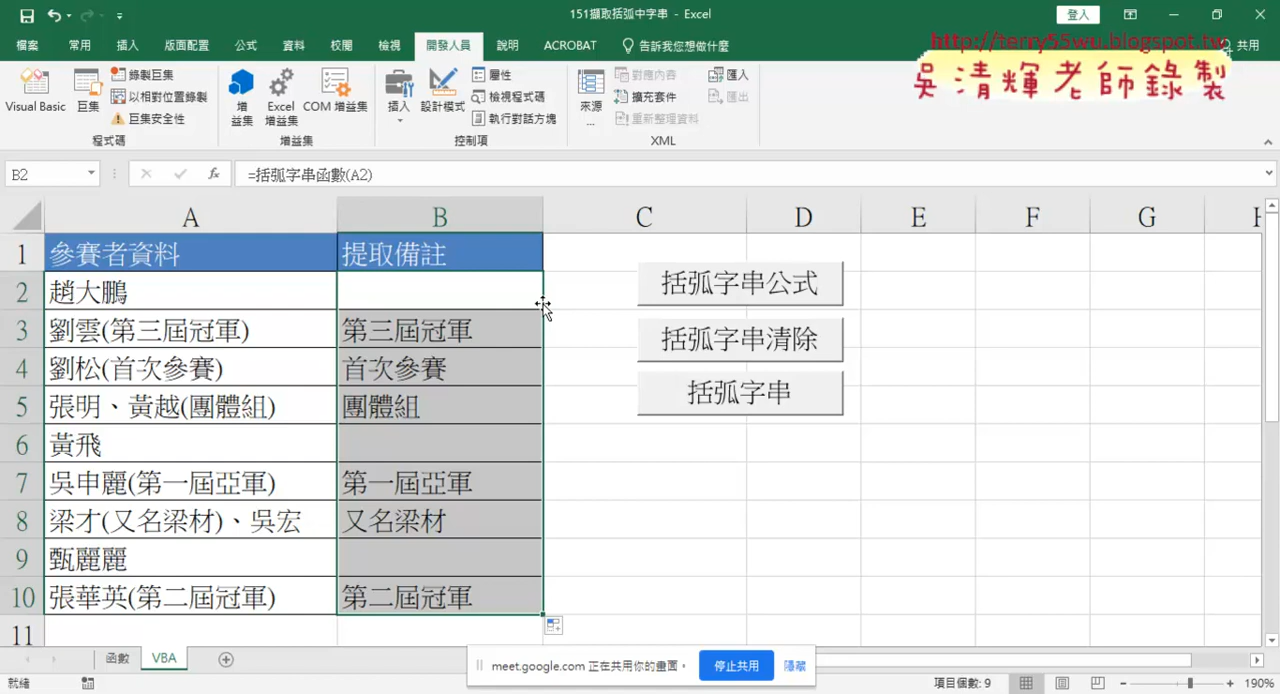 151擷取括弧中字串 - Excel
登入
檔案 常用 插入 版面配置 公式 資料 校閱 檢視 開發人員 說明 ACROBAT 告訴我您想做什麼 共用
http://terry55wu.blogspot.tw
吳清輝老師錄製
Visual Basic 巨集 錄製巨集 以相對位置錄製 巨集安全性
增益集 Excel 增益集 COM 增益集
插入 設計模式 屬性 檢視程式碼 執行對話方塊
來源 對應內容 擴充套件 重新整理資料 匯入 匯出
程式碼 增益集 控制項 XML
B2 fx =括弧字串函數(A2)
A B C D E F G H
1 參賽者資料 提取備註
2 趙大鵬
3 劉雲(第三屆冠軍) 第三屆冠軍
4 劉松(首次參賽) 首次參賽
5 張明、黃越(團體組) 團體組
6 黃飛
7 吳申麗(第一屆亞軍) 第一屆亞軍
8 梁才(又名梁材)、吳宏 又名梁材
9 甄麗麗
10 張華英(第二屆冠軍) 第二屆冠軍
11
括弧字串公式
括弧字串清除
括弧字串
函數 VBA
meet.google.com 正在共用你的畫面。 停止共用 隱藏
就緒 項目個數: 9 190%